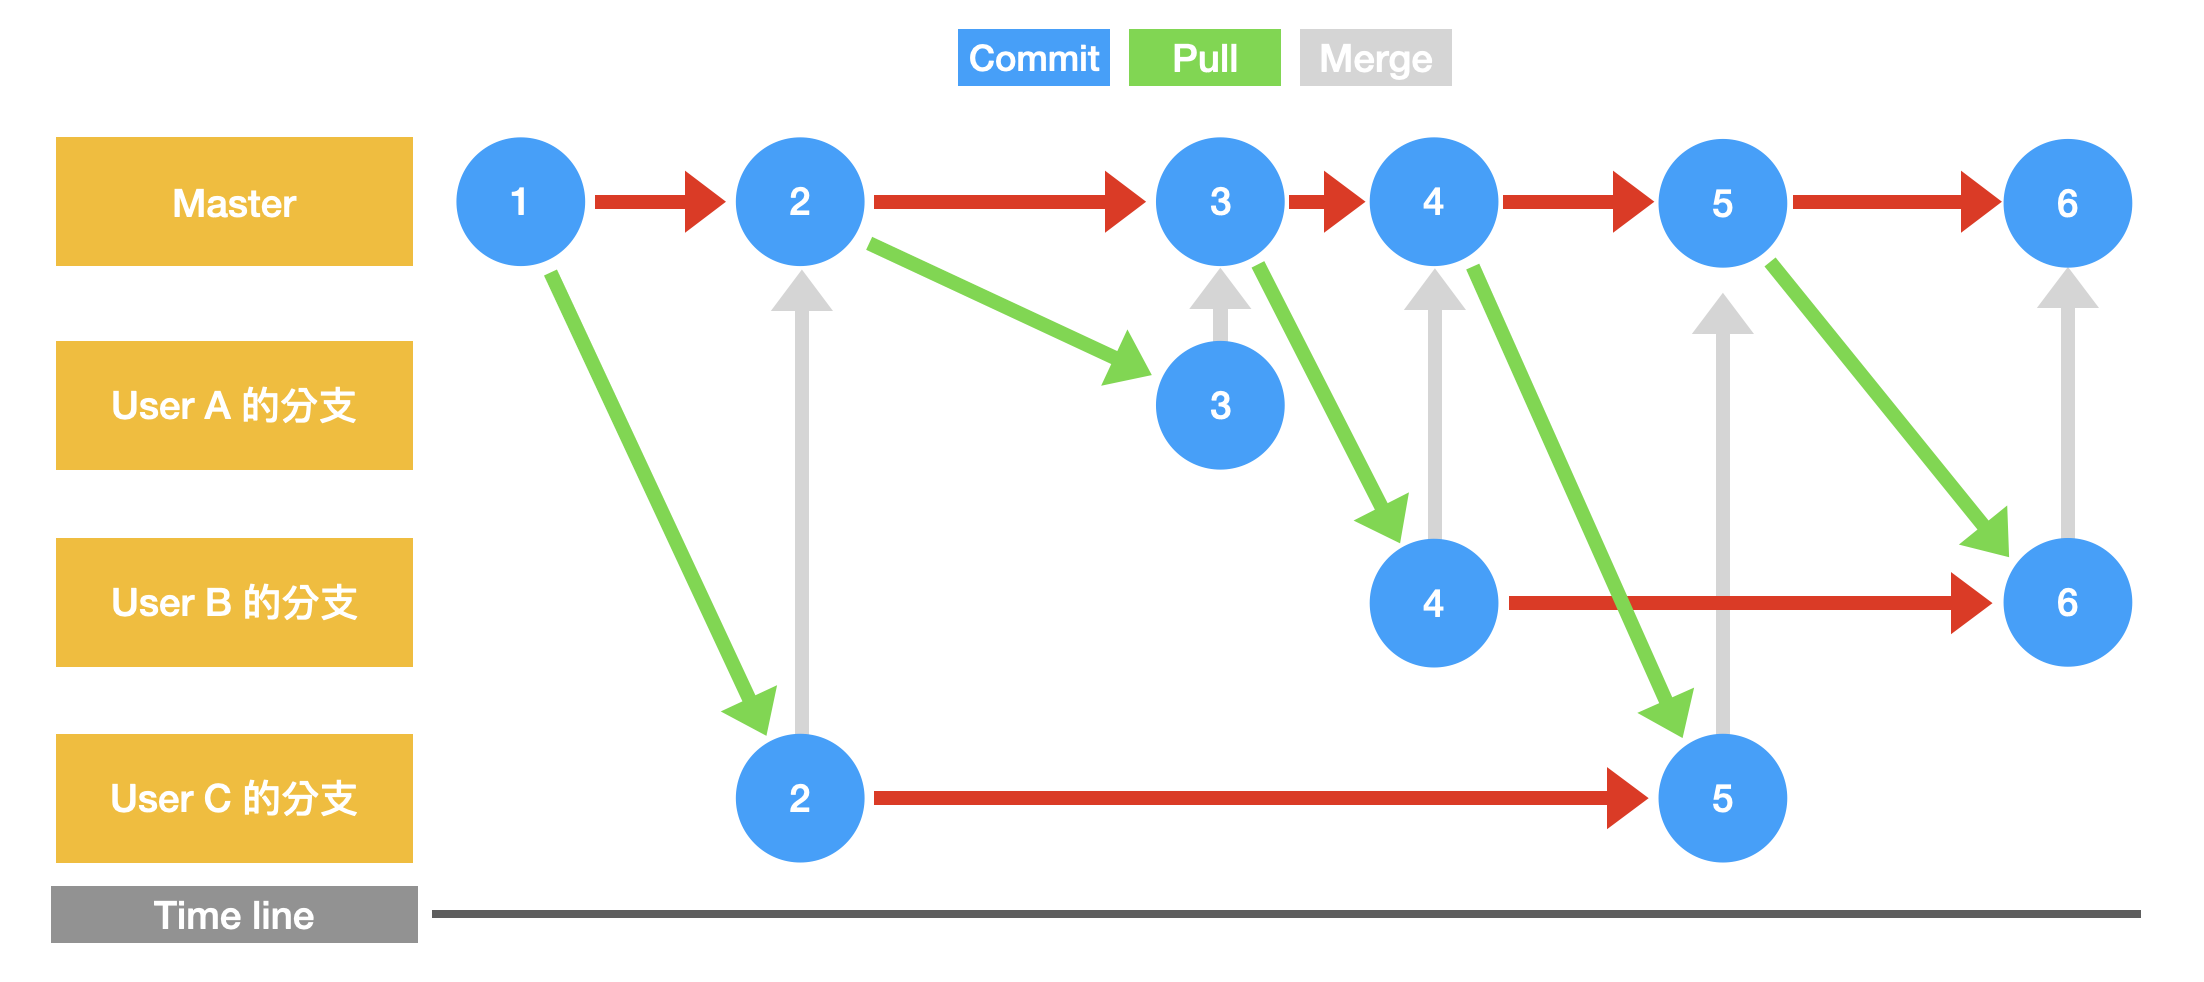 Commit Pull Merge
Master
1 2 3 4 5 6
User A 的分支
3
User B 的分支
4 6
User C 的分支
2 5
Time line